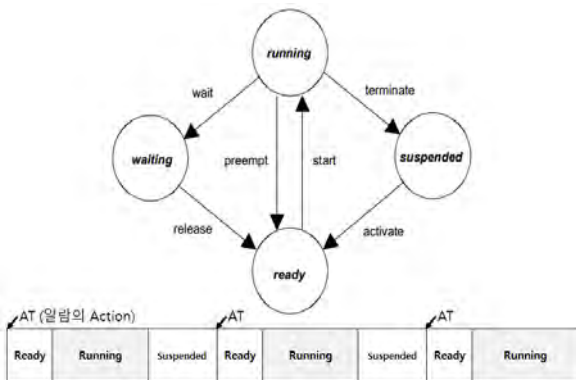 running
wait
terminate
waiting
preempt
start
suspended
release
activate
ready
AT (알람의 Action)
AT
AT
Ready Running Suspended Ready Running Suspended Ready Running